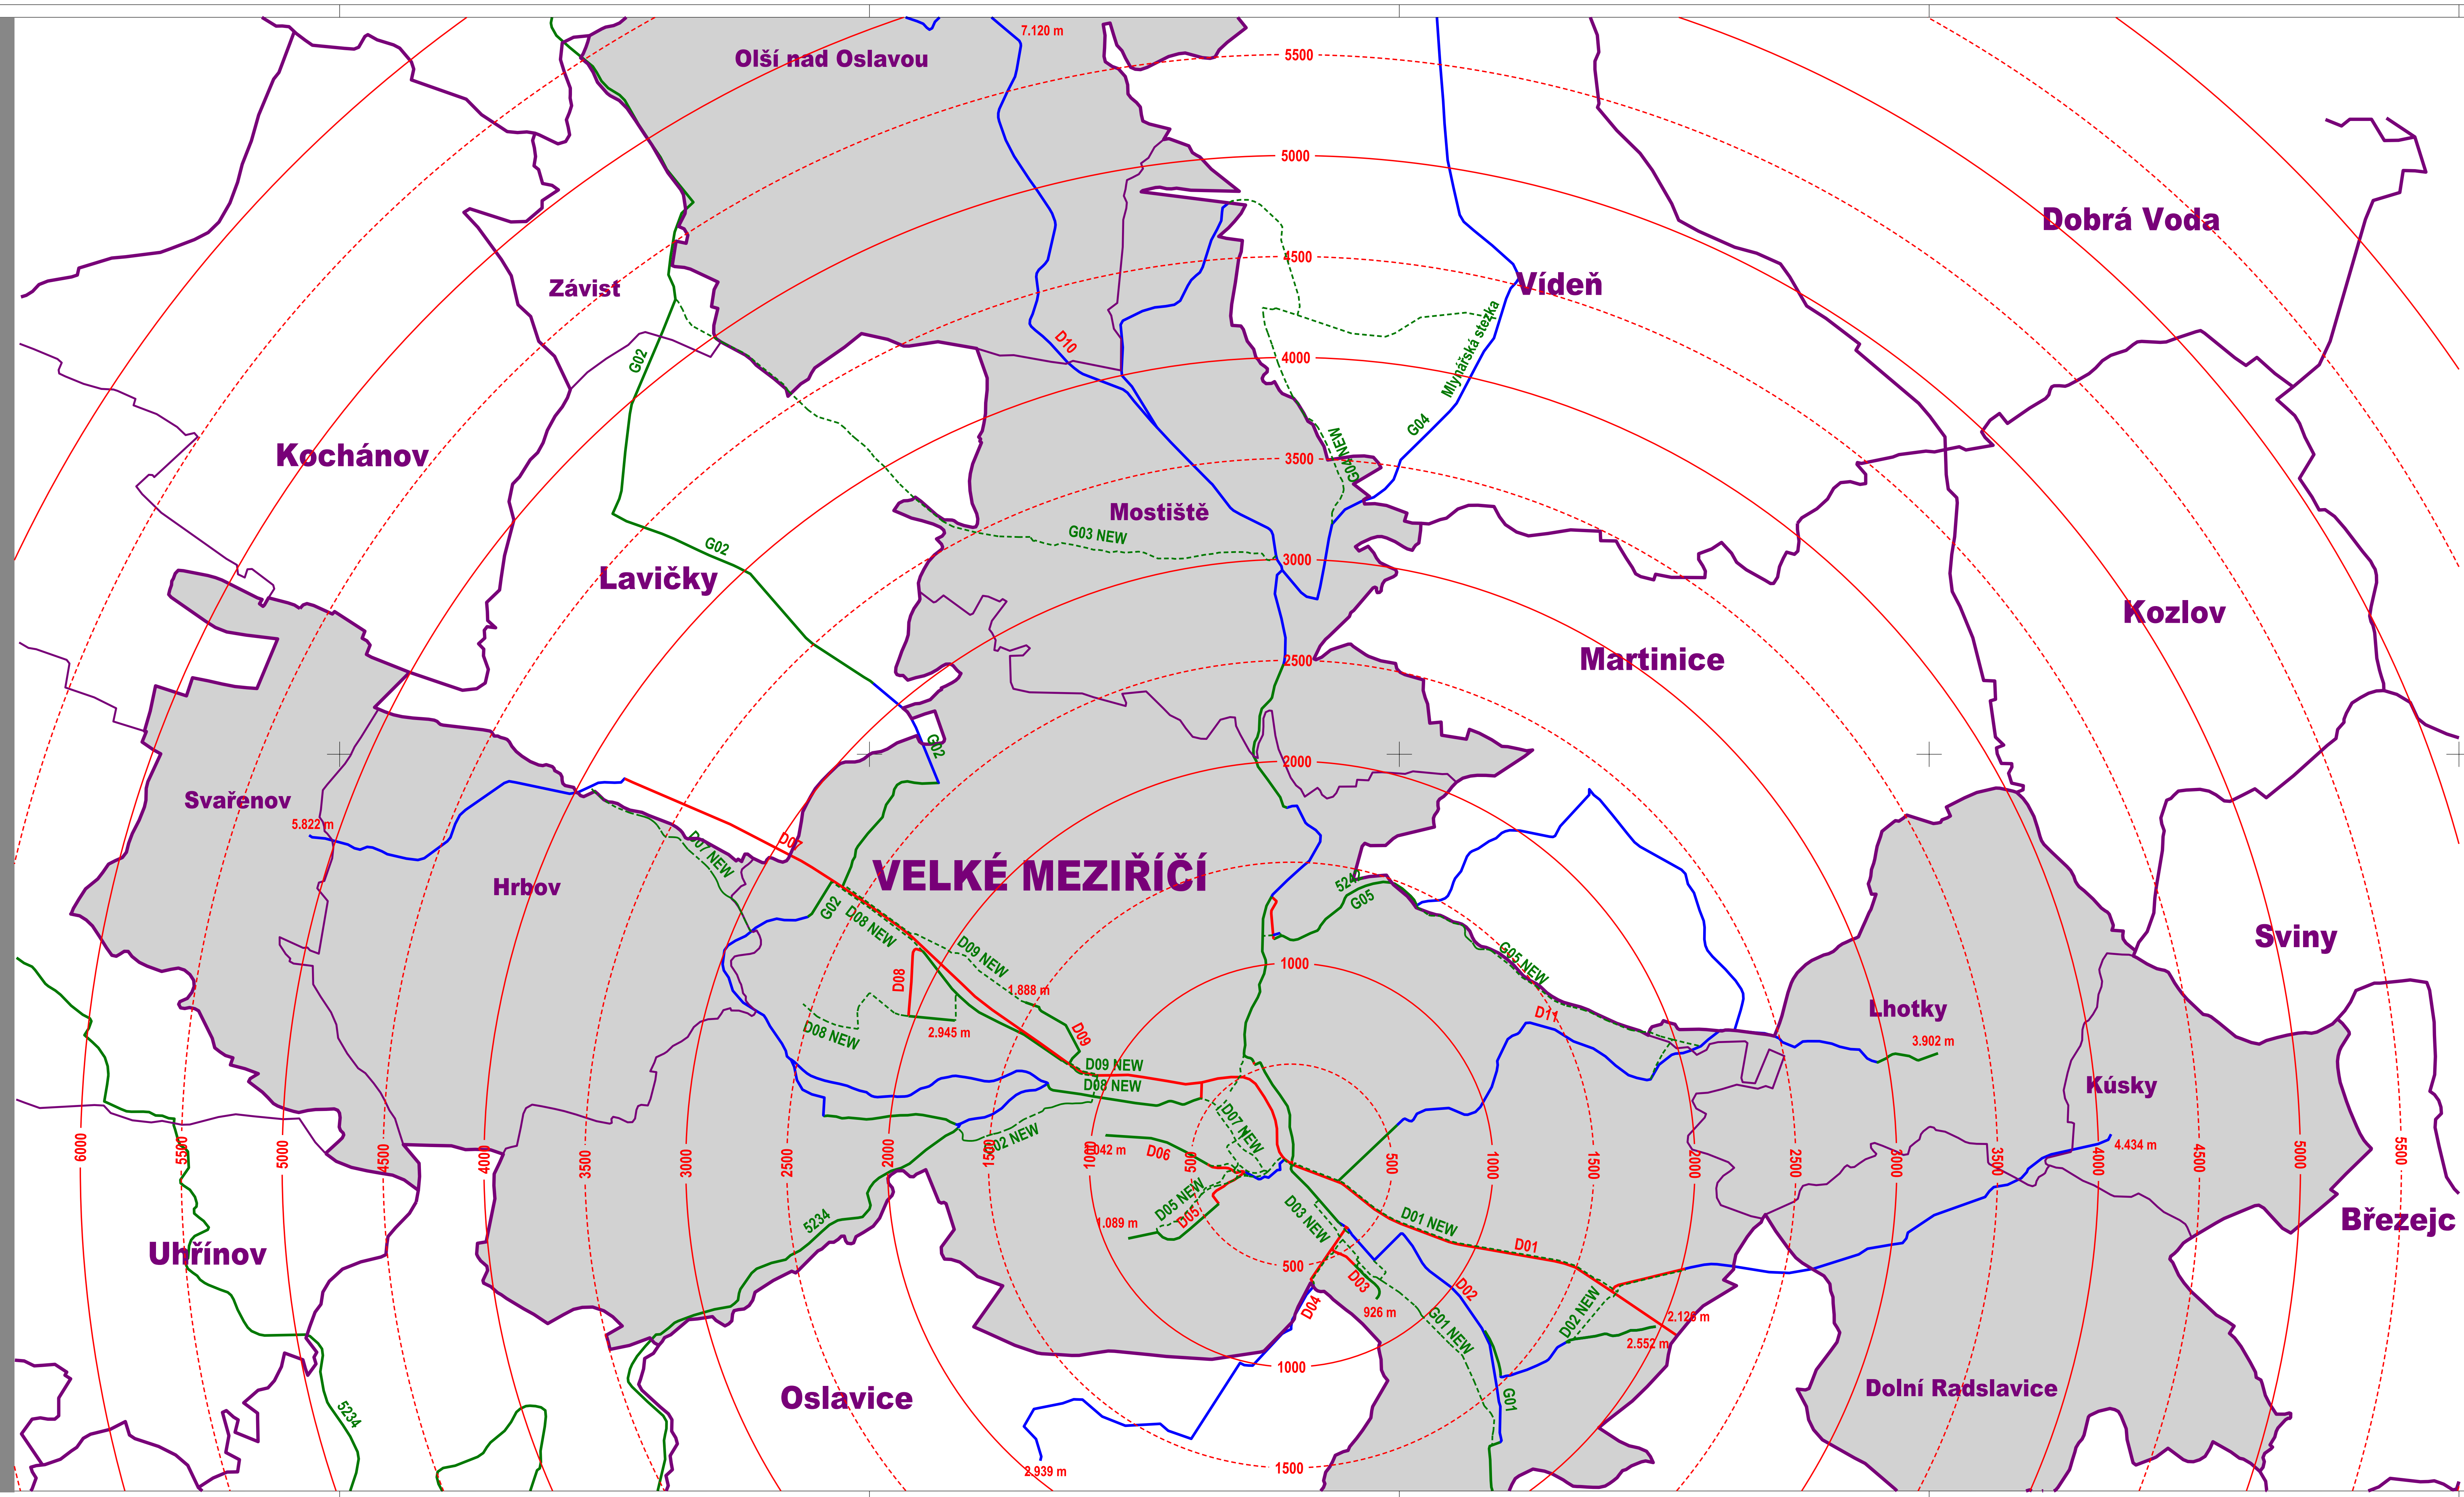 7.120 m
Olší nad Oslavou
5500
5000
Dobrá Voda
4500
Vídeň
Závist
Mlynářská stezka
D10
4000
G02
G04
G04 NEW
Kochánov
3500
Mostiště
G03 NEW
G02
3000
Lavičky
Kozlov
Martinice
2500
G02
2000
Svařenov
5.822 m
D07
D07 NEW
VELKÉ MEZIŘÍČÍ
Hrbov
G05
G02
D08 NEW
D09 NEW
G05 NEW
Sviny
1000
D08
1.888 m
Lhotky
D11
D08 NEW
2.945 m
D09
3.902 m
D09 NEW
D08 NEW
Kúsky
D07 NEW
G02 NEW
D06
4.434 m
6000
5500
5000
4500
4000
3500
3000
2500
2000
1500
1000
500
500
1000
1500
2000
2500
3000
3500
4000
4500
5000
5500
D05 NEW
D05
1.089 m
5234
D03 NEW
D01 NEW
D01
Březejc
Uhřínov
500
D03
D02
D04
926 m
G01 NEW
D02 NEW
2.552 m
1000
Oslavice
Dolní Radslavice
G01
5234
1500
2.939 m